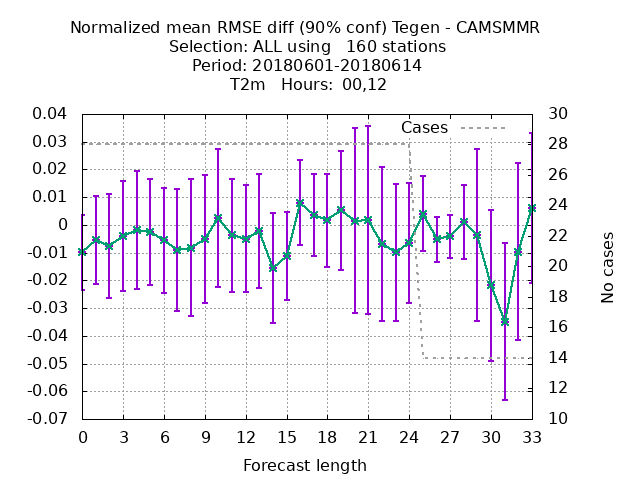 Normalized mean RMSE diff (90% conf) Tegen - CAMSMMR
Selection: ALL using   160 stations
Period: 20180601-20180614
T2m   Hours: 00,12
Cases
0.04
0.03
0.02
0.01
0
-0.01
-0.02
-0.03
-0.04
-0.05
-0.06
-0.07
30
28
26
24
22
20
18
16
14
12
10
No cases
0 3 6 9 12 15 18 21 24 27 30 33
Forecast length